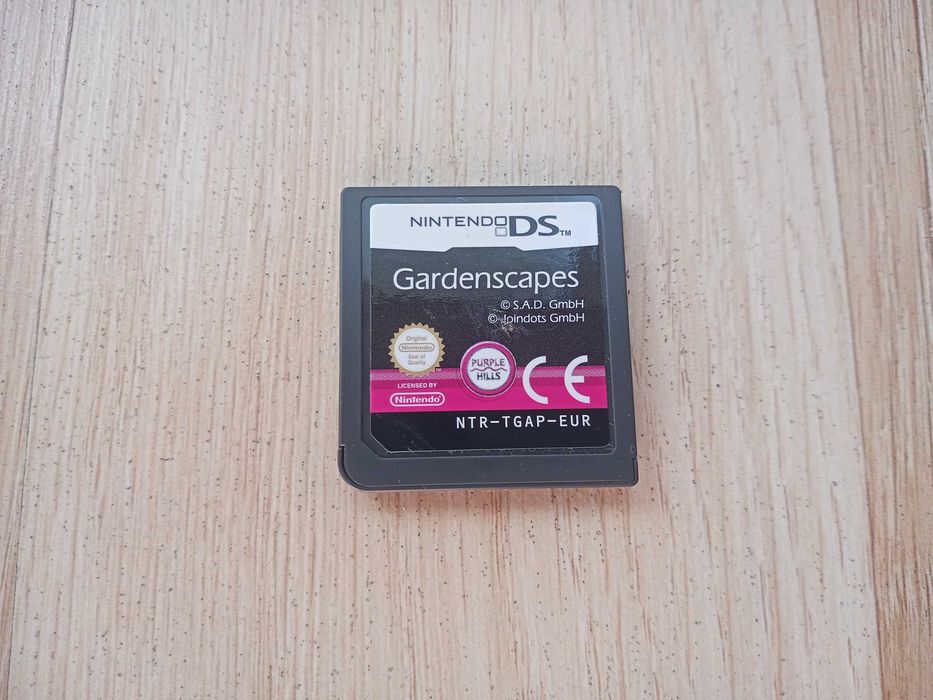 NINTENDO DS TM
Gardenscapes
© S.A.D. GmbH
© Joindots GmbH
Original
Nintendo
Seal of
Quality
TM
PURPLE
HILLS
CE
LICENSED BY
Nintendo
NTR-TGAP-EUR